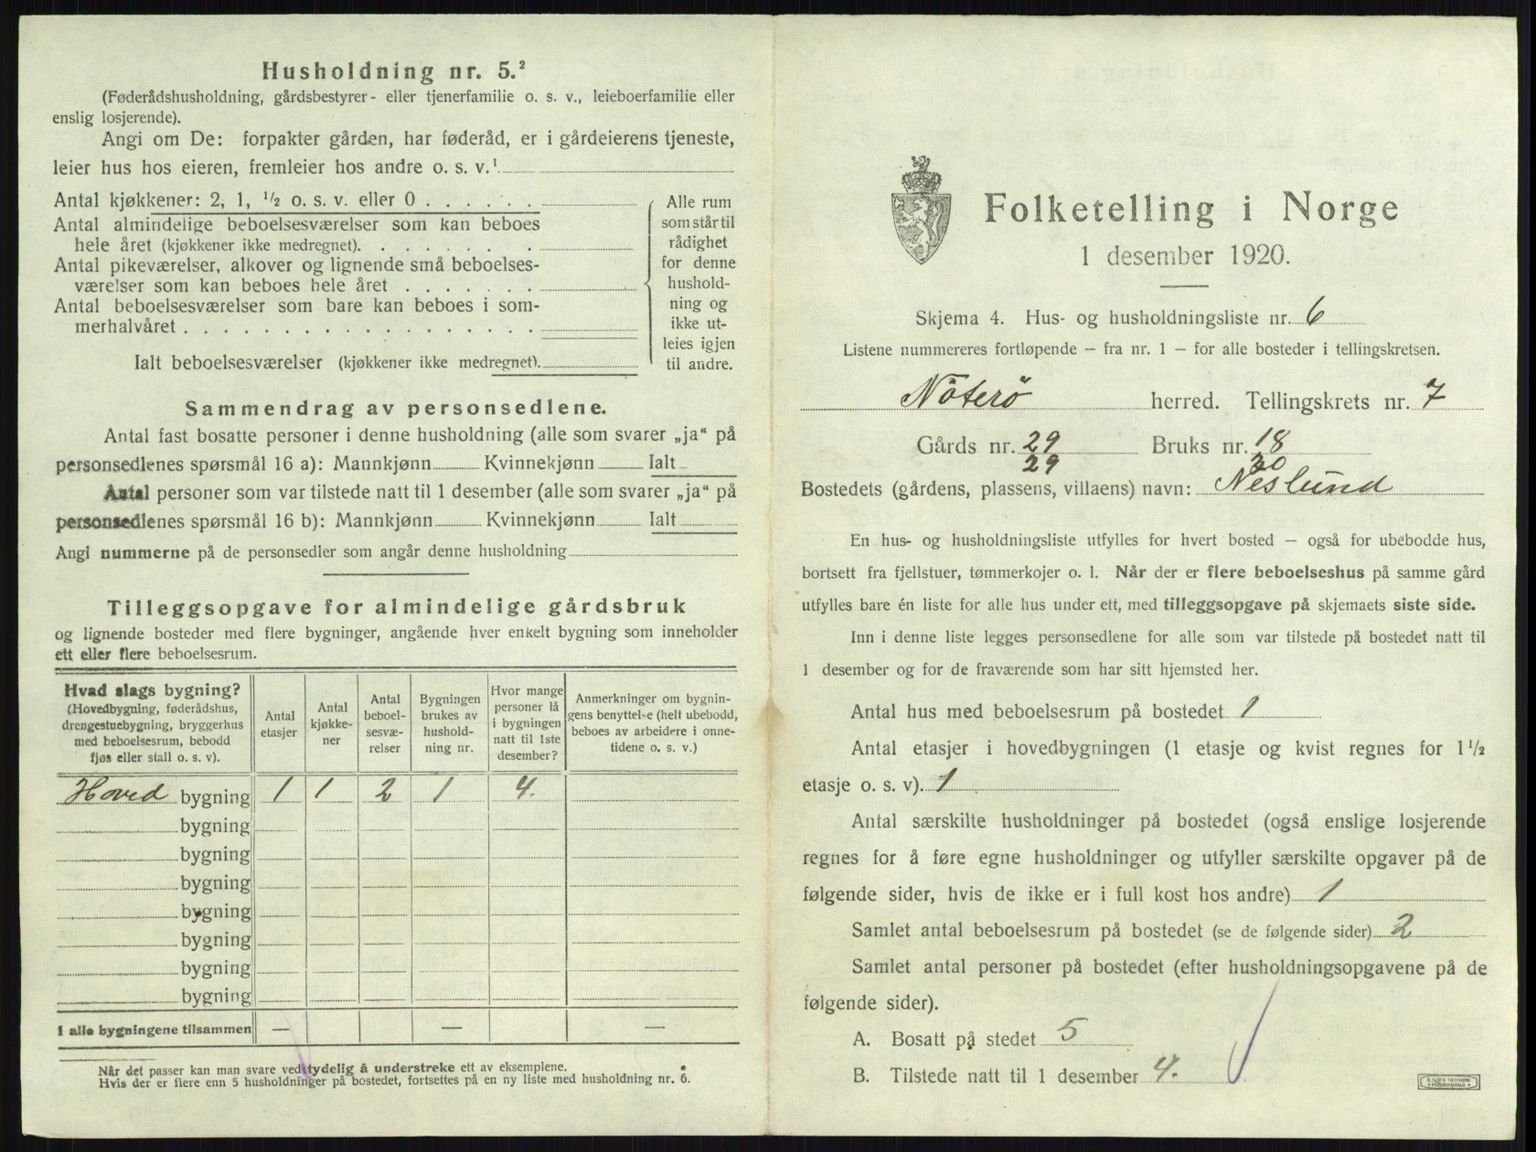 Husholdning nr. 5.²
(Føderådshusholdning, gårdsbestyrer- eller tjenerfamilie o. s. v., leieboerfamilie eller
enslig losjerende).
Angi om De: forpakter gården, har føderåd, er i gårdeierens tjeneste,
leier hus hos eieren, fremleier hos andre o. s. v.¹
Antal kjøkkener: 2, 1, ½ o. s. v. eller 0 . . . . . .
Antal almindelige beboelsesværelser som kan beboes
hele året (kjøkkener ikke medregnet). . . . . . . .
Antal pikeværelser, alkover og lignende små beboelses-
værelser som kan beboes hele året . . . . . . .
Antal beboelsesværelser som bare kan beboes i som-
merhalvåret . . . . . . . . . . . . . . . . . .
Ialt beboelsesværelser (kjøkkener ikke medregnet).
Alle rum
som står til
rådighet
for denne
hushold-
ning og
ikke ut-
leies igjen
til andre.
Sammendrag av personsedlene.
Antal fast bosatte personer i denne husholdning (alle som svarer „ja“ på
personsedlenes spørsmål 16 a): Mannkjønn Kvinnekjønn Ialt
Antal personer som var tilstede natt til 1 desember (alle som svarer „ja“ på
personsedlenes spørsmål 16 b): Mannkjønn Kvinnekjønn Ialt
Angi nummerne på de personsedler som angår denne husholdning
Tilleggsopgave for almindelige gårdsbruk
og lignende bosteder med flere bygninger, angående hver enkelt bygning som inneholder
ett eller flere beboelsesrum.
Hvad slags bygning?
(Hovedbygning, føderådshus,
drengestuebygning, bryggerhus
med beboelsesrum, bebodd
fjøs eller stall o. s. v).
Antal
etasjer
Antal
kjøkke-
ner
Antal
beboel-
sesvæ-
relser
Bygningen
brukes av
hushold-
ning nr.
Hvor mange
personer lå
i bygningen
natt til 1ste
desember?
Anmerkninger om bygnin-
gens benyttelse (helt ubebodd,
beboes av arbeidere i onne-
tidene o. s. v.)
Hoved bygning 1 1 2 1 4.
bygning
bygning
bygning
bygning
bygning
bygning
bygning
I alle bygningene tilsammen — — —
Når det passer kan man svare ved tydelig å understreke ett av eksemplene.
Hvis der er flere enn 5 husholdninger på bostedet, fortsettes på en ny liste med husholdning nr. 6.
Folketelling i Norge
1 desember 1920.
Skjema 4. Hus- og husholdningsliste nr. 6
Listene nummereres fortløpende — fra nr. 1 — for alle bosteder i tellingskretsen.
Nöterö herred. Tellingskrets nr. 7
Gårds nr. 29 Bruks nr. 18
29 20
Bostedets (gårdens, plassens, villaens) navn: Neslund
En hus- og husholdningsliste utfylles for hvert bosted — også for ubebodde hus,
bortsett fra fjellstuer, tømmerkojer o. l. Når der er flere beboelseshus på samme gård
utfylles bare én liste for alle hus under ett, med tilleggsopgave på skjemaets siste side.
Inn i denne liste legges personsedlene for alle som var tilstede på bostedet natt til
1 desember og for de fraværende som har sitt hjemsted her.
Antal hus med beboelsesrum på bostedet 1
Antal etasjer i hovedbygningen (1 etasje og kvist regnes for 1½
etasje o. s. v). 1
Antal særskilte husholdninger på bostedet (også enslige losjerende
regnes for å føre egne husholdninger og utfyller særskilte opgaver på de
følgende sider, hvis de ikke er i full kost hos andre) 1
Samlet antal beboelsesrum på bostedet (se de følgende sider) 2
Samlet antal personer på bostedet (efter husholdningsopgavene på de
følgende sider).
A. Bosatt på stedet 5
B. Tilstede natt til 1 desember 4.